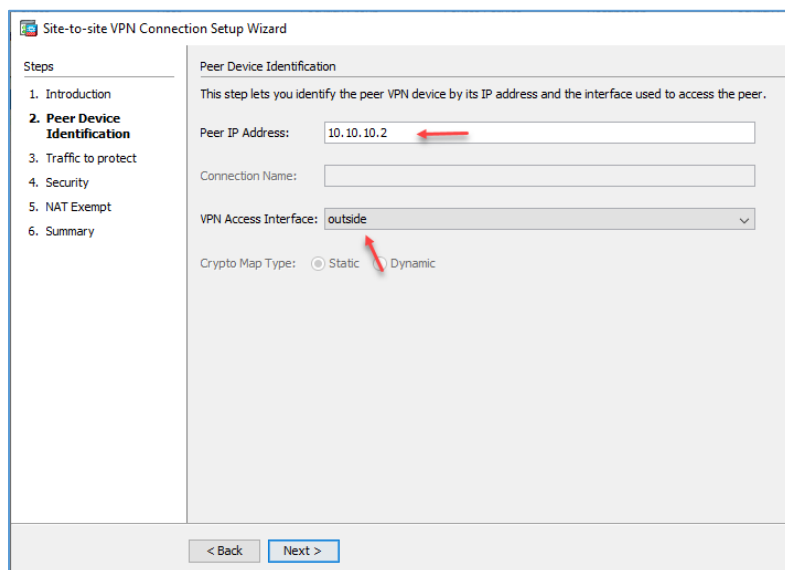 Site-to-site VPN Connection Setup Wizard
Steps
1. Introduction
2. Peer Device
Identification
3. Traffic to protect
4. Security
5. NAT Exempt
6. Summary
Peer Device Identification
This step lets you identify the peer VPN device by its IP address and the interface used to access the peer.
Peer IP Address: 10.10.10.2
Connection Name:
VPN Access Interface: outside
Crypto Map Type: Static Dynamic
< Back Next >